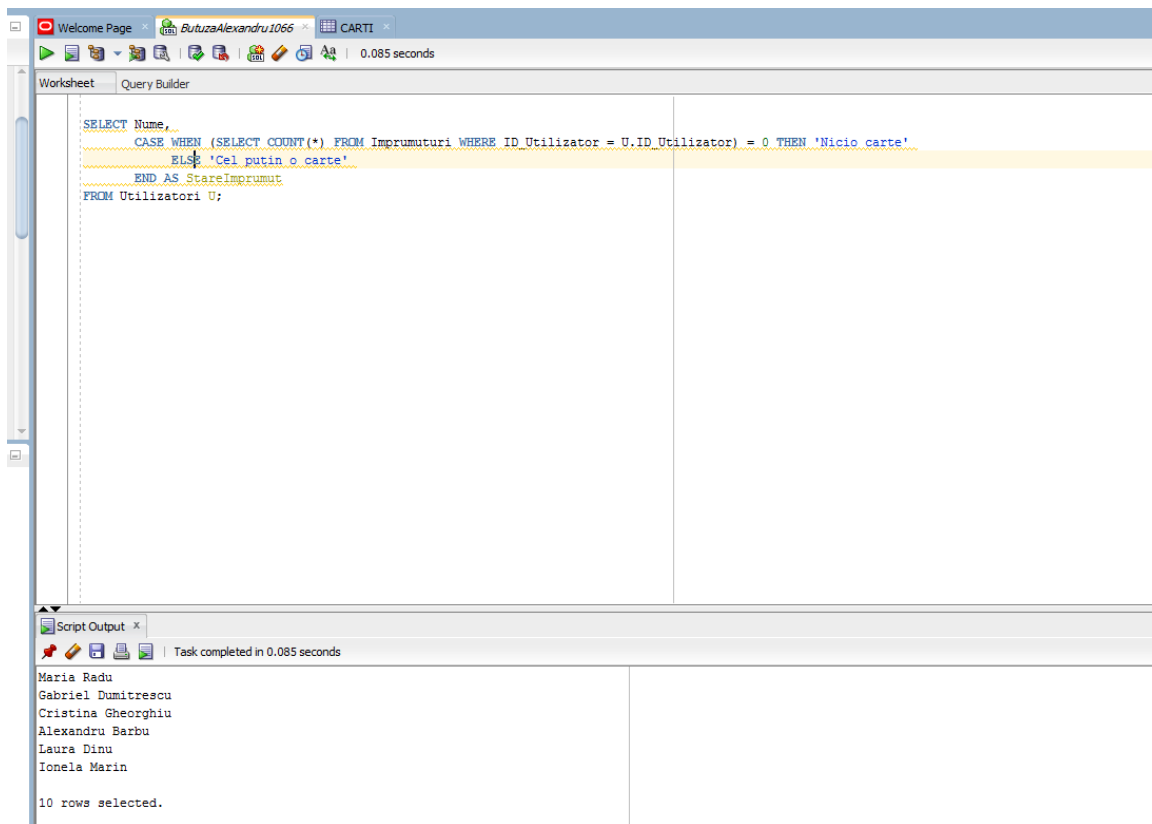 Welcome Page ButuzaAlexandru1066 CARTI
SQL
0.085 seconds
Worksheet Query Builder
SELECT Nume,
CASE WHEN (SELECT COUNT(*) FROM Imprumuturi WHERE ID_Utilizator = U.ID_Utilizator) = 0 THEN 'Nicio carte'
ELSE 'Cel puțin o carte'
END AS StareImprumut
FROM Utilizatori U;
Script Output
Task completed in 0.085 seconds
Maria Radu
Gabriel Dumitrescu
Cristina Gheorghiu
Alexandru Barbu
Laura Dinu
Ionela Marin
10 rows selected.